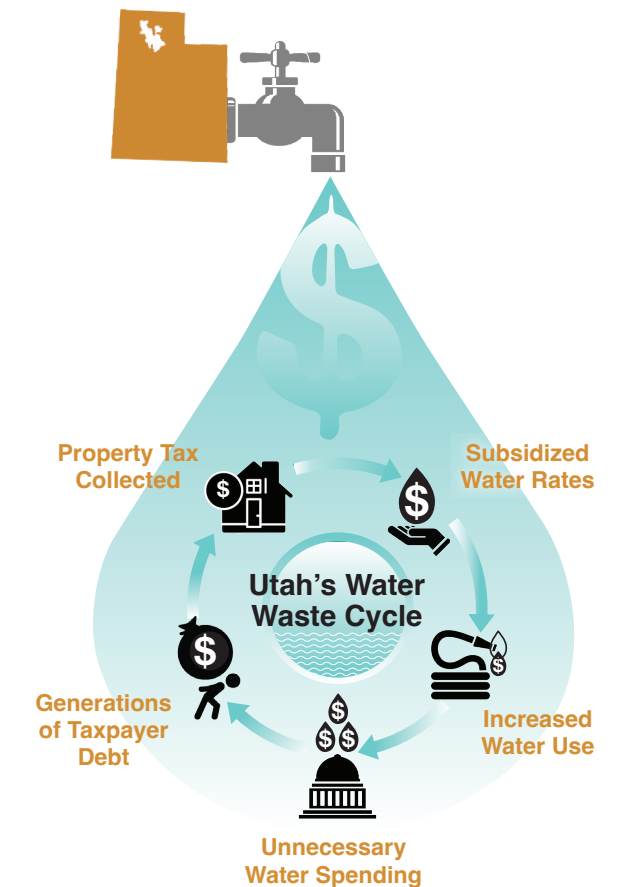 $
Property Tax
Collected
$
Subsidized
Water Rates
$
Utah's Water
Waste Cycle
$
Generations
of Taxpayer
Debt
$
Increased
Water Use
$
$ $
Unnecessary
Water Spending